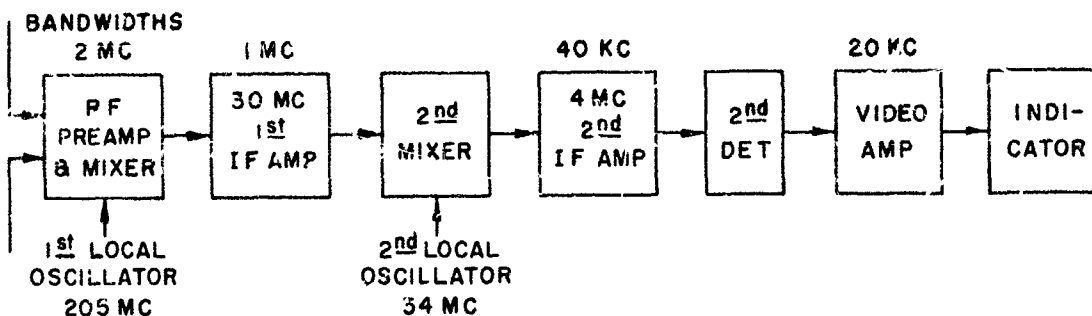 BANDWIDTHS
2 MC
1 MC
40 KC
20 KC
RF
PREAMP
& MIXER
30 MC
1st
IF AMP
2nd
MIXER
4 MC
2nd
IF AMP
2nd
DET
VIDEO
AMP
INDI-
CATOR
1st LOCAL
OSCILLATOR
205 MC
2nd LOCAL
OSCILLATOR
34 MC